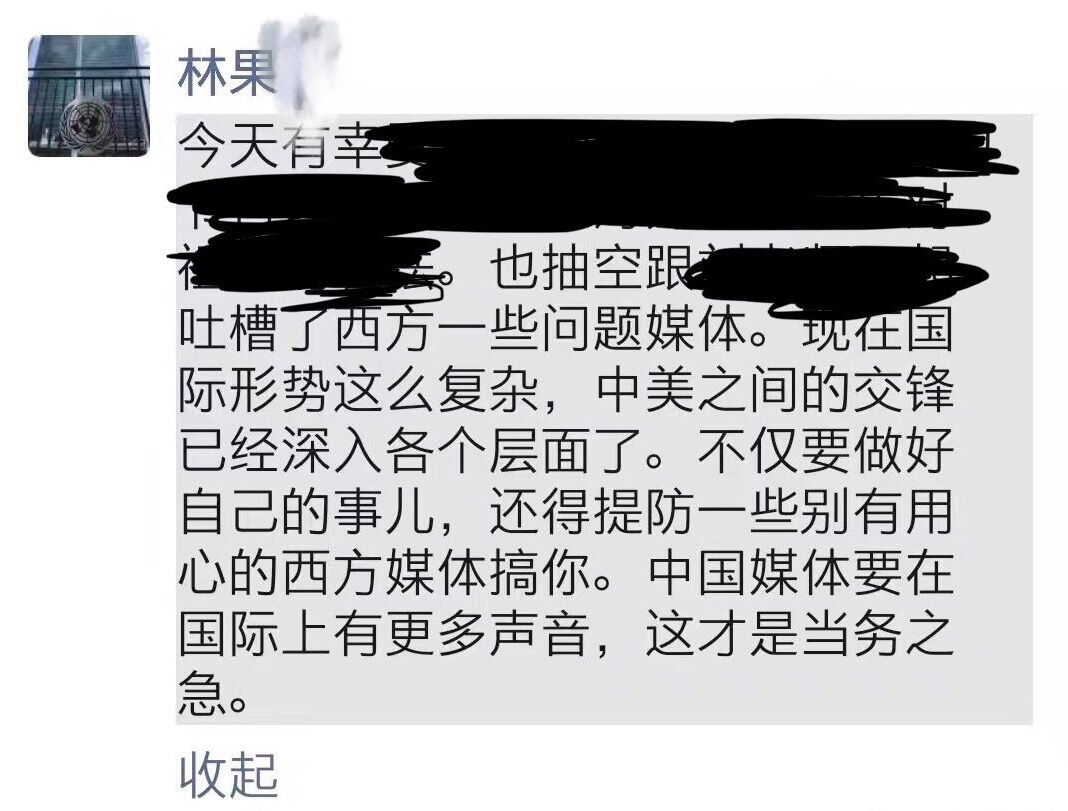 林果
今天有幸
。也抽空跟
吐槽了西方一些问题媒体。现在国
际形势这么复杂，中美之间的交锋
已经深入各个层面了。不仅要做好
自己的事儿，还得提防一些别有用
心的西方媒体搞你。中国媒体要在
国际上有更多声音，这才是当务之
急。
收起